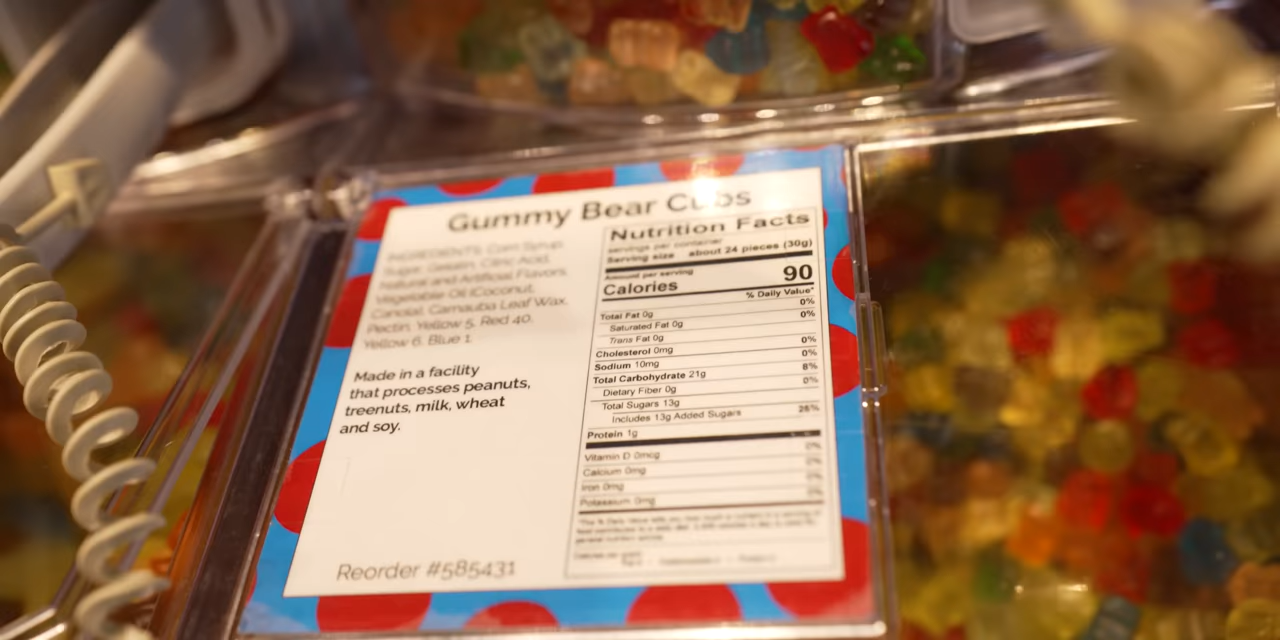 Gummy Bear Cubs
INGREDIENTS: Corn Syrup,
Sugar, Gelatin, Citric Acid,
Natural and Artificial Flavors,
Vegetable Oil (Coconut,
Canola), Carnauba Leaf Wax,
Pectin, Yellow 5, Red 40,
Yellow 6, Blue 1.
Made in a facility
that processes peanuts,
treenuts, milk, wheat
and soy.
Reorder #585431
Nutrition Facts
servings per container
Serving size about 24 pieces (30g)
Amount per serving
Calories 90
% Daily Value*
Total Fat 0g 0%
Saturated Fat 0g 0%
Trans Fat 0g
Cholesterol 0mg 0%
Sodium 10mg 0%
Total Carbohydrate 21g 8%
Dietary Fiber 0g 0%
Total Sugars 13g
Includes 13g Added Sugars 26%
Protein 1g
Vitamin D 0mcg 0%
Calcium 0mg 0%
Iron 0mg 0%
Potassium 0mg 0%